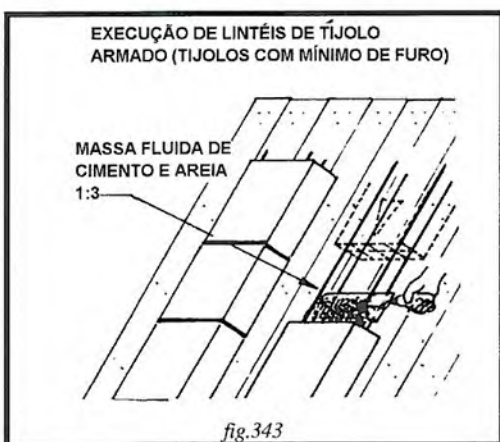 EXECUÇÃO DE LINTÉIS DE TÍJOLO
ARMADO (TIJOLOS COM MÍNIMO DE FURO)
MASSA FLUIDA DE
CIMENTO E AREIA
1:3
fig.343